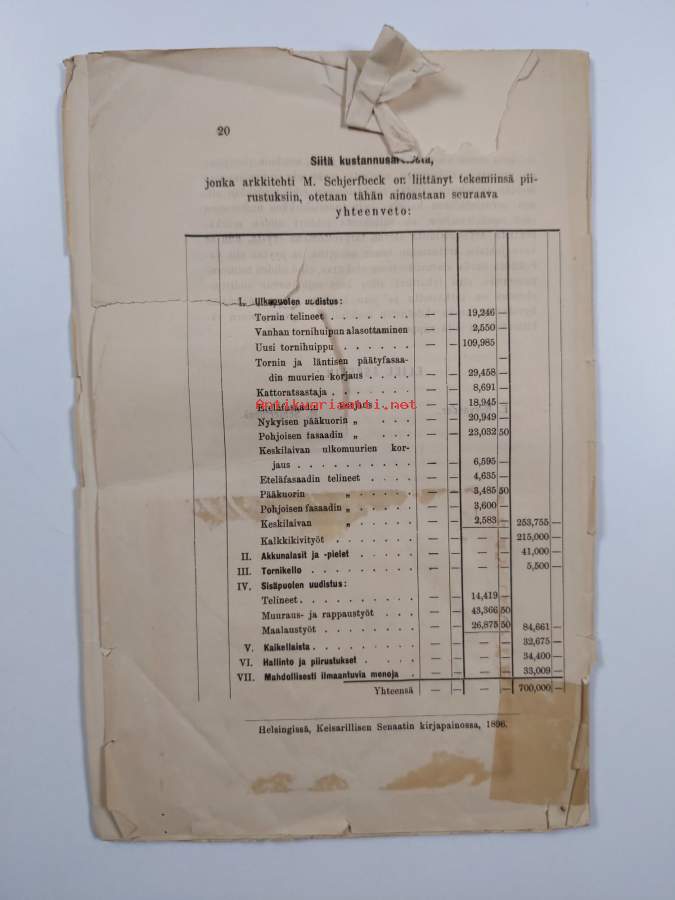 20
Siitä
jonka arkkitehti M. Schjerfbeck on liittänyt tekemiinsä pii-
rustuksiin, otetaan tähän ainoastaan seuraava
yhteenveto:
I. Ulkopuolen uudistus:
Tornin telineet . . . . . . . — — 19,246 —
Vanhan tornihuipun alasottaminen — — 2,550 —
Uusi tornihuippu . . . . . . — — 109,985
Tornin ja läntisen päätyfasaa- —
din muurien korjaus . . . . — — 29,458 —
Kattoratsastaja . . . . . . . — — 8,691 —
Eteläfasaadin korjaus . . . — — 18,945 —
Antikvariaatti.net
Nykyisen pääkuorin „ . . . — — 20,949 —
Pohjoisen fasaadin „ . . . — — 23,032 50
Keskilaivan ulkomuurien kor-
jaus . . . . . . . . . . — — 6,595 —
Eteläfasaadin telineet . . . . — — 4,635 —
Pääkuorin „ . . . . — — 3,485 50
Pohjoisen fasaadin „ . . . . — — 3,600 —
Keskilaivan „ . . . . — — 2,583 — 253,755 —
Kalkkikivityöt . . . . . . . — — — — 215,000 —
II. Akkunalasit ja -pielet . . . . . — — — — 41,000 —
III. Tornikello . . . . . . . . . — — — — 5,500 —
IV. Sisäpuolen uudistus:
Telineet . . . . . . . . . — — 14,419 —
Muuraus- ja rappaustyöt . . . — — 43,366 50
Maalaustyöt . . . . . . . . — — 26,875 50 84,661 —
V. Kaikellaista . . . . . . . . . — — — — 32,675 —
VI. Hallinto ja piirustukset . . . . — — — — 34,400 —
VII. Mahdollisesti ilmaantuvia menoja . — — — — 33,009 —
Yhteensä — — — — 700,000 —
Helsingissä, Keisarillisen Senaatin kirjapainossa, 1896.